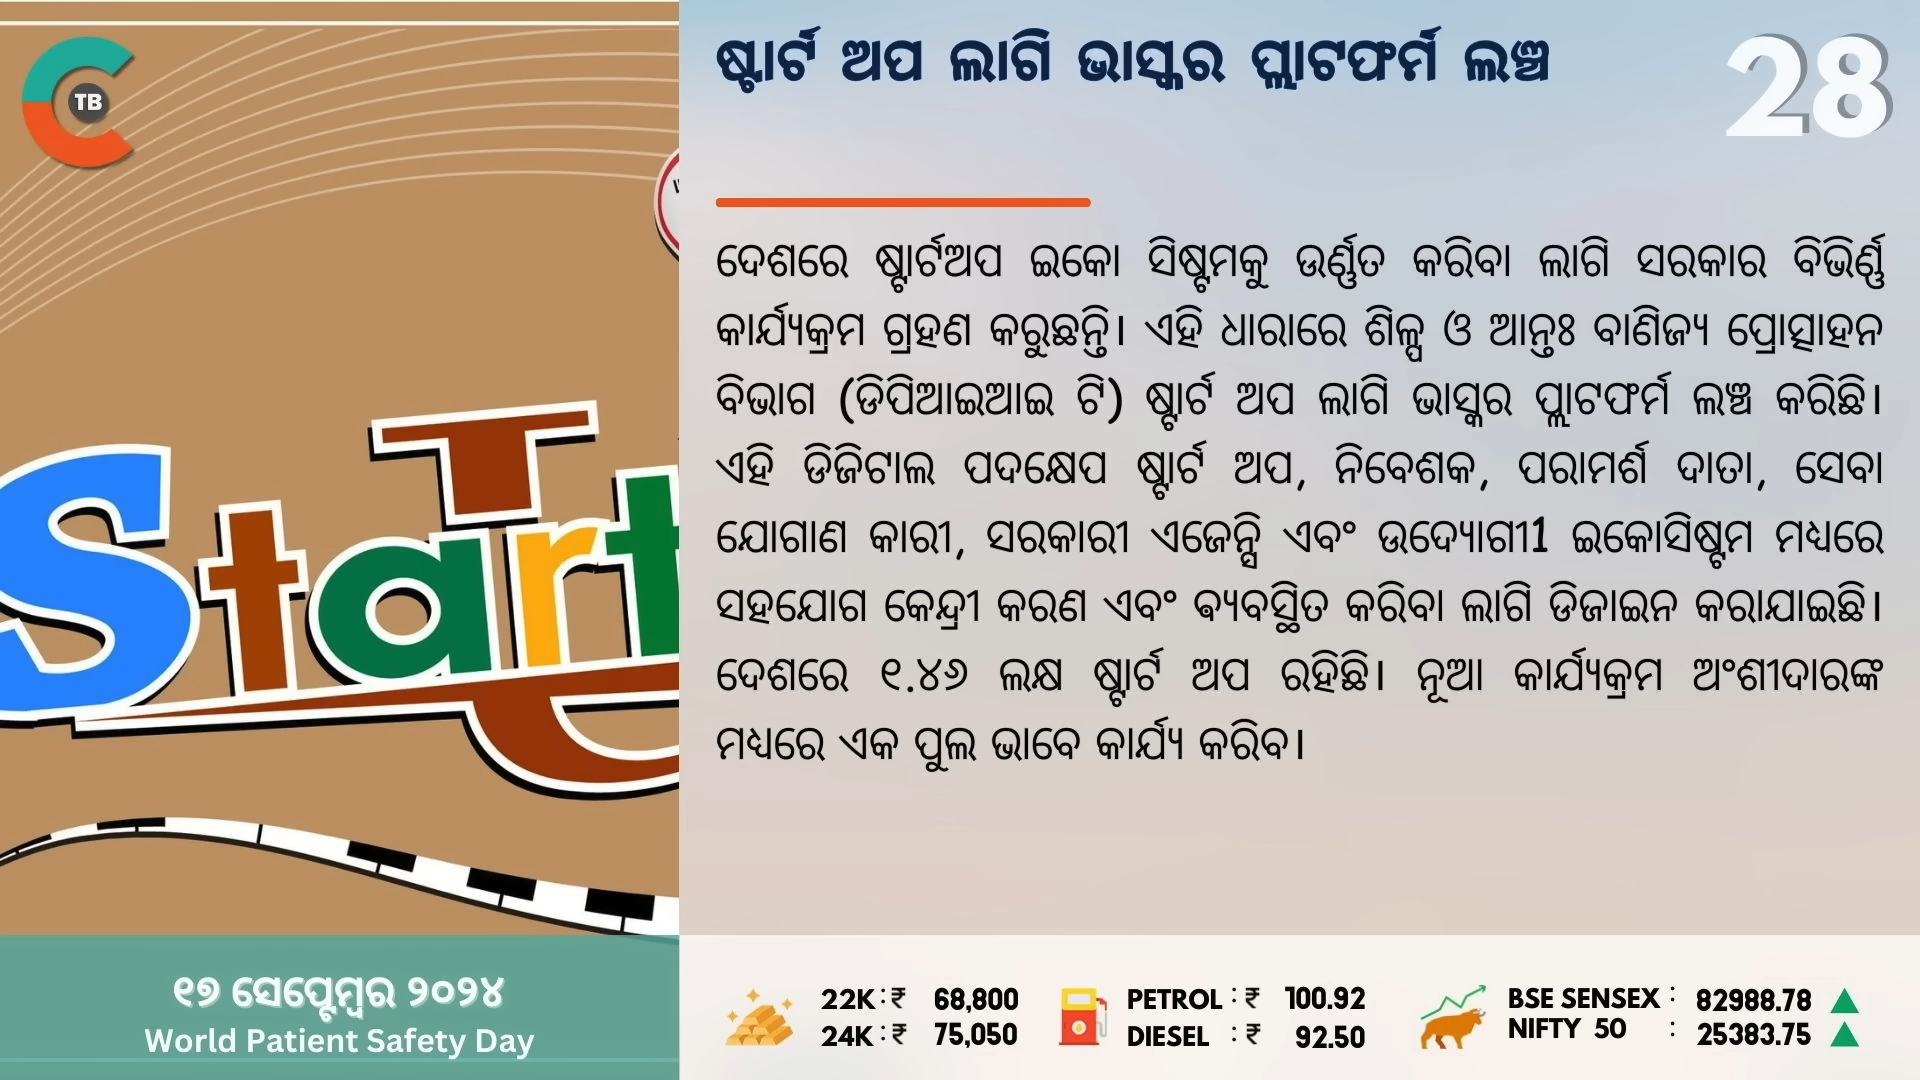 TB
Start
T
ଷ୍ଟାର୍ଟ ଅପ ଲାଗି ଭାସ୍କର ପ୍ଲାଟଫର୍ମ ଲଞ୍ଚ
28
ଦେଶରେ ଷ୍ଟାର୍ଟଅପ ଇକୋ ସିଷ୍ଟମକୁ ଉର୍ଣ୍ଣତ କରିବା ଲାଗି ସରକାର ବିଭିର୍ଣ୍ଣ
କାର୍ଯ୍ୟକ୍ରମ ଗ୍ରହଣ କରୁଛନ୍ତି। ଏହି ଧାରାରେ ଶିଳ୍ପ ଓ ଆନ୍ତଃ ବାଣିଜ୍ୟ ପ୍ରୋତ୍ସାହନ
ବିଭାଗ (ଡିପିଆଇଆଇ ଟି) ଷ୍ଟାର୍ଟ ଅପ ଲାଗି ଭାସ୍କର ପ୍ଲାଟଫର୍ମ ଲଞ୍ଚ କରିଛି।
ଏହି ଡିଜିଟାଲ ପଦକ୍ଷେପ ଷ୍ଟାର୍ଟ ଅପ, ନିବେଶକ, ପରାମର୍ଶ ଦାତା, ସେବା
ଯୋଗାଣ କାରୀ, ସରକାରୀ ଏଜେନ୍ସି ଏବଂ ଉଦ୍ୟୋଗୀ1 ଇକୋସିଷ୍ଟମ ମଧ୍ୟରେ
ସହଯୋଗ କେନ୍ଦ୍ରୀ କରଣ ଏବଂ ଵ୍ୟବସ୍ଥିତ କରିବା ଲାଗି ଡିଜାଇନ କରାଯାଇଛି।
ଦେଶରେ ୧.୪୬ ଲକ୍ଷ ଷ୍ଟାର୍ଟ ଅପ ରହିଛି। ନୂଆ କାର୍ଯ୍ୟକ୍ରମ ଅଂଶୀଦାରଙ୍କ
ମଧ୍ୟରେ ଏକ ପୁଲ ଭାବେ କାର୍ଯ୍ୟ କରିବ।
୧୭ ସେପ୍ଟେମ୍ବର ୨୦୨୪
World Patient Safety Day
22K : ₹ 68,800
24K : ₹ 75,050
PETROL : ₹ 100.92
DIESEL : ₹ 92.50
BSE SENSEX : 82988.78
NIFTY 50 : 25383.75